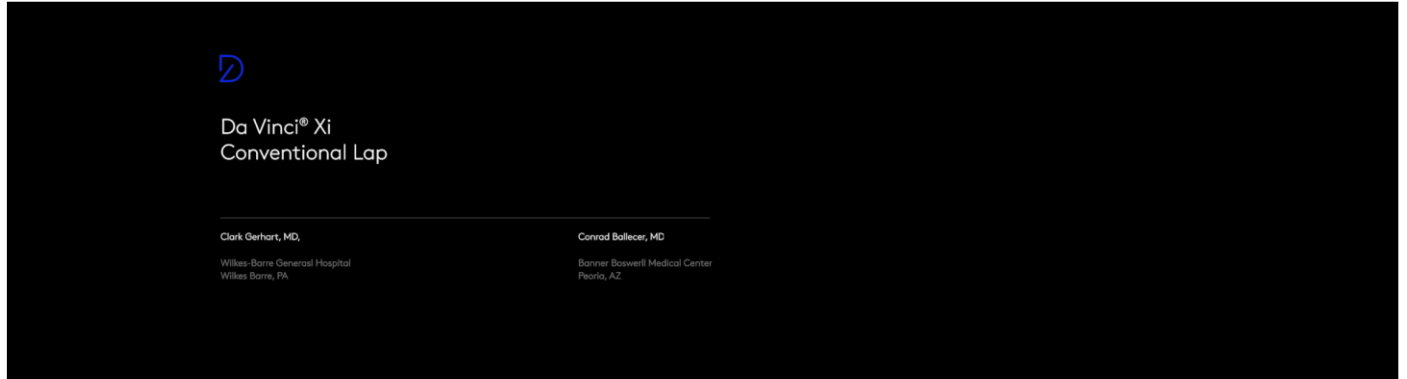 Da Vinci® Xi
Conventional Lap
Clark Gerhart, MD,
Wilkes-Barre Generasl Hospital
Wilkes Barre, PA
Conrad Ballecer, MD
Banner Boswerll Medical Center
Peoria, AZ